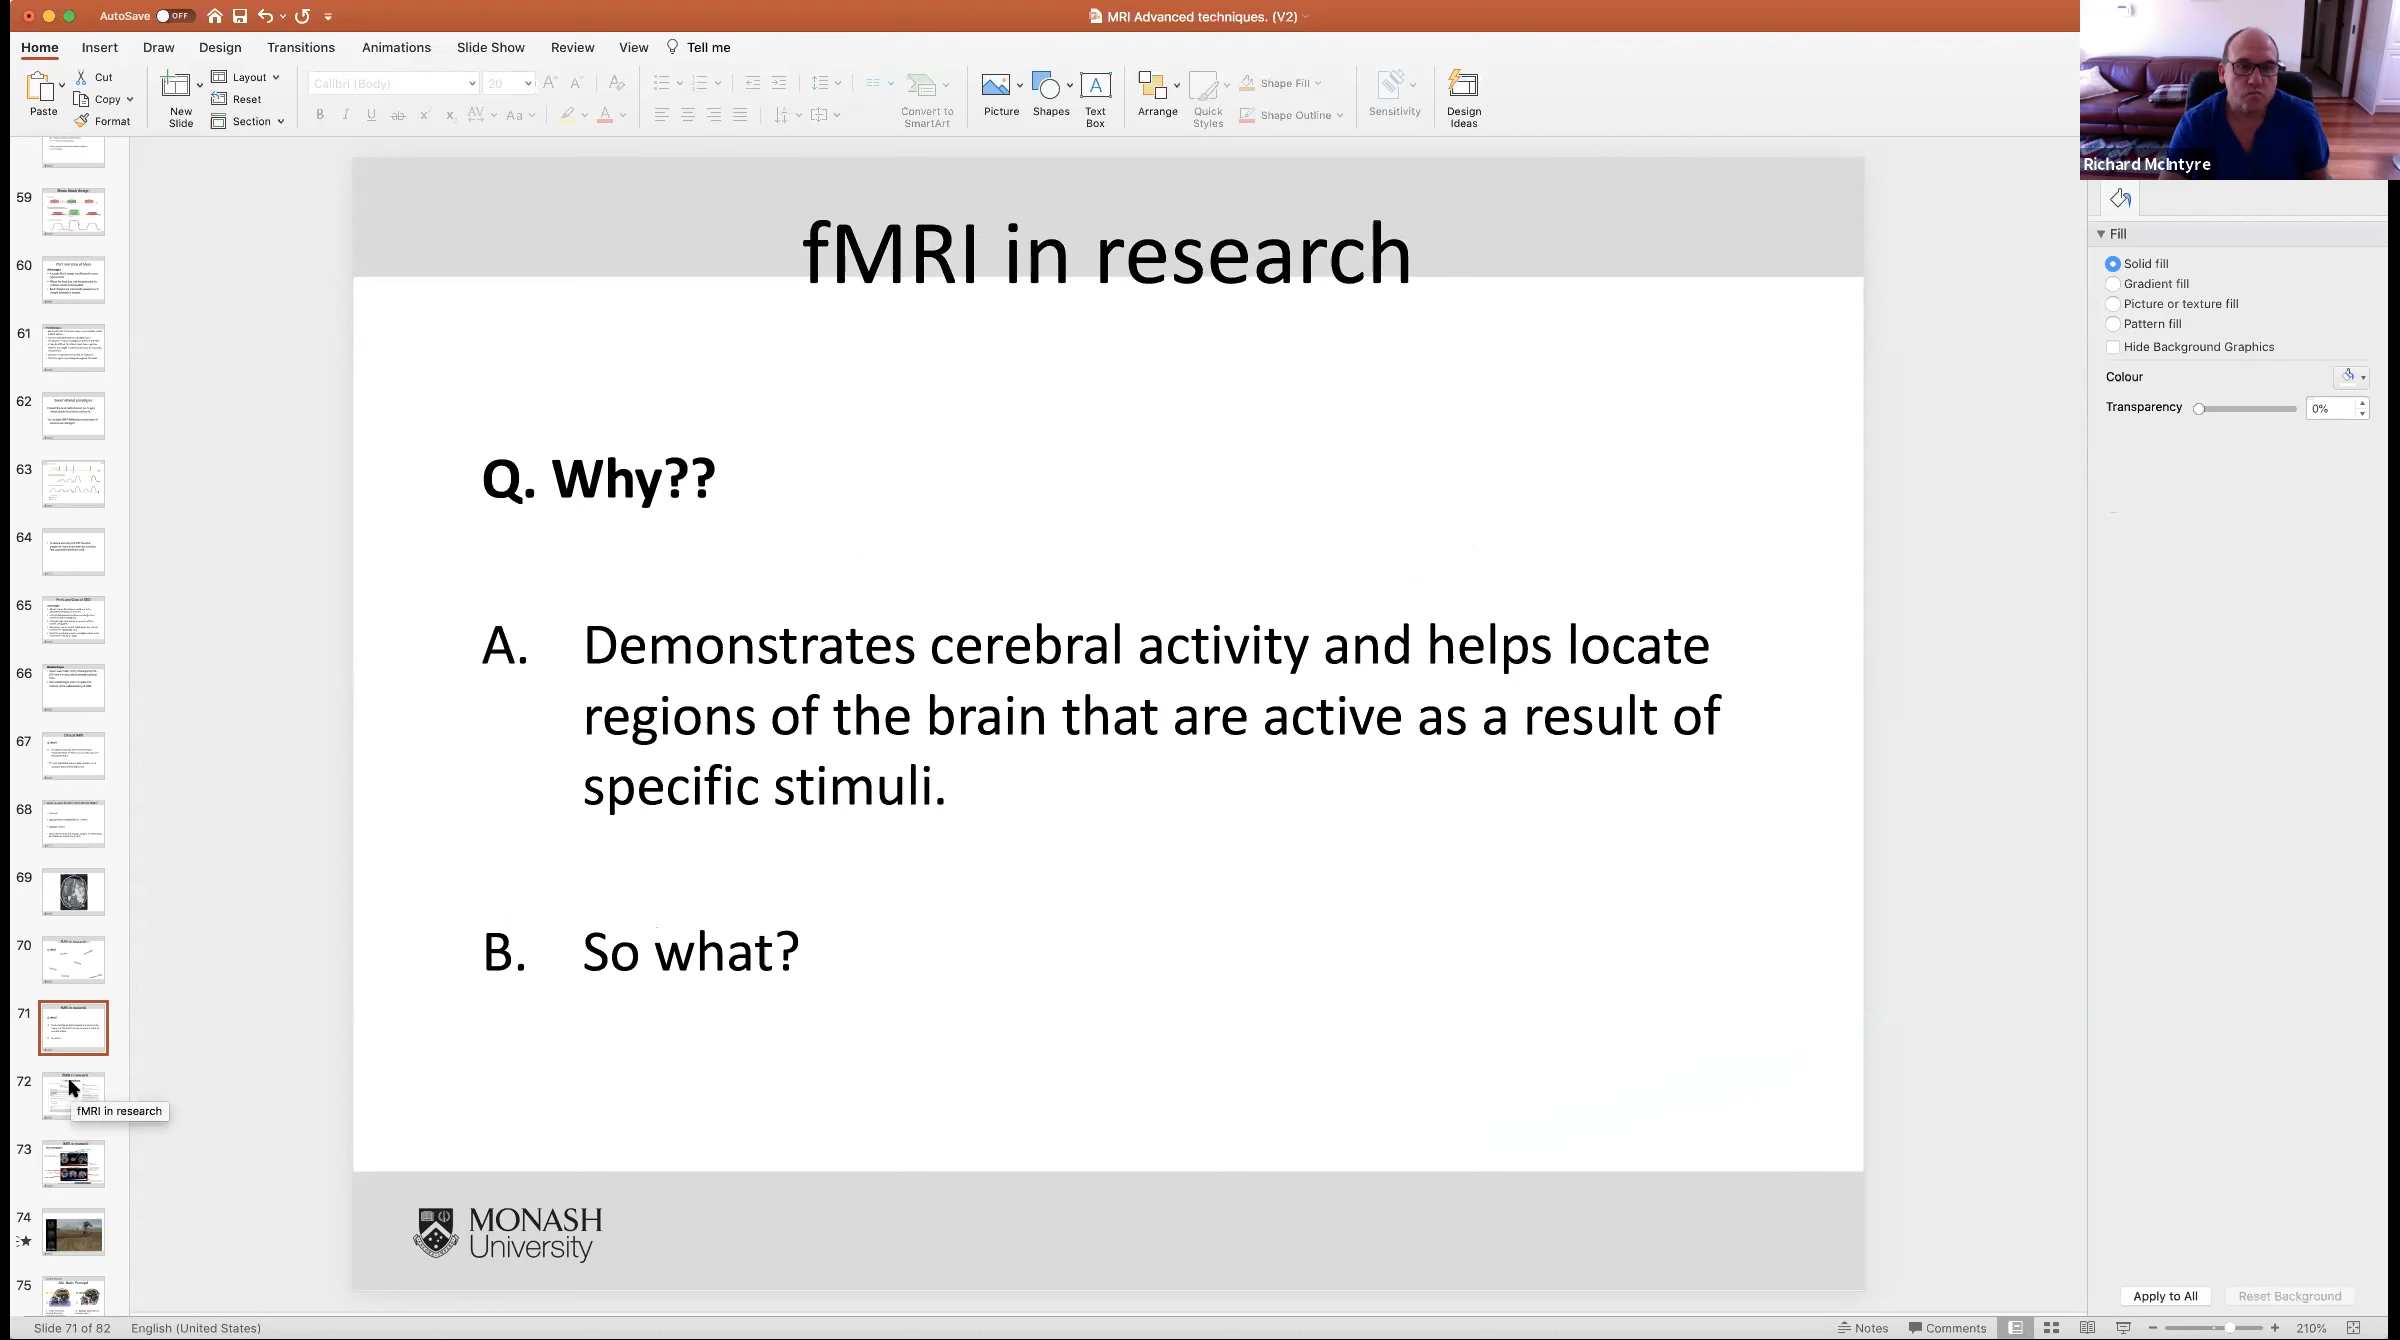 AutoSave OFF
MRI Advanced techniques. (V2)
Home Insert Draw Design Transitions Animations Slide Show Review View Tell me
Paste
Cut
Copy
Format
New Slide
Layout
Reset
Section
Calibri (Body) 20
Convert to SmartArt
Picture
Shapes
Text Box
Arrange
Quick Styles
Shape Fill
Shape Outline
Sensitivity
Design Ideas
Richard McIntyre
59
60
61
62
63
64
65
66
67
68
69
70
71
72
fMRI in research
73
74
75
fMRI in research
Q. Why??
A. Demonstrates cerebral activity and helps locate
regions of the brain that are active as a result of
specific stimuli.
B. So what?
MONASH
University
Fill
Solid fill
Gradient fill
Picture or texture fill
Pattern fill
Hide Background Graphics
Colour
Transparency 0%
Apply to All Reset Background
Slide 71 of 82 English (United States)
Notes Comments 210%